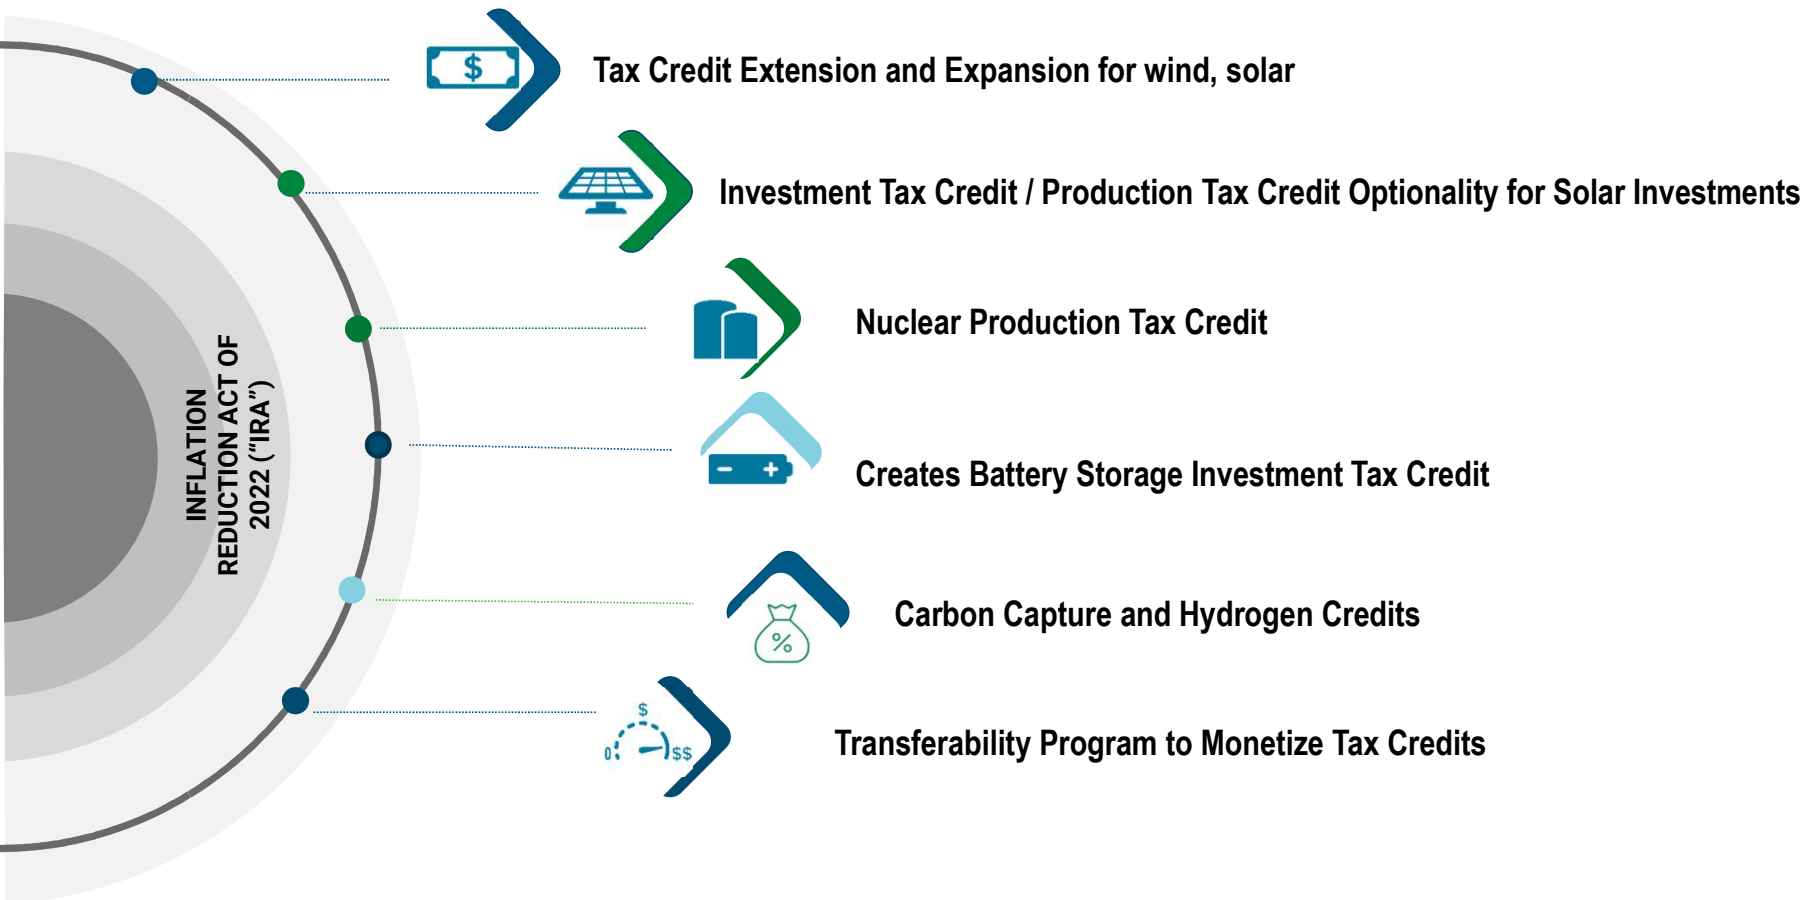 $
Tax Credit Extension and Expansion for wind, solar
Investment Tax Credit / Production Tax Credit Optionality for Solar Investments
Nuclear Production Tax Credit
INFLATION
REDUCTION ACT OF
2022 ("IRA")
- +
Creates Battery Storage Investment Tax Credit
%
Carbon Capture and Hydrogen Credits
$
0 $$
Transferability Program to Monetize Tax Credits